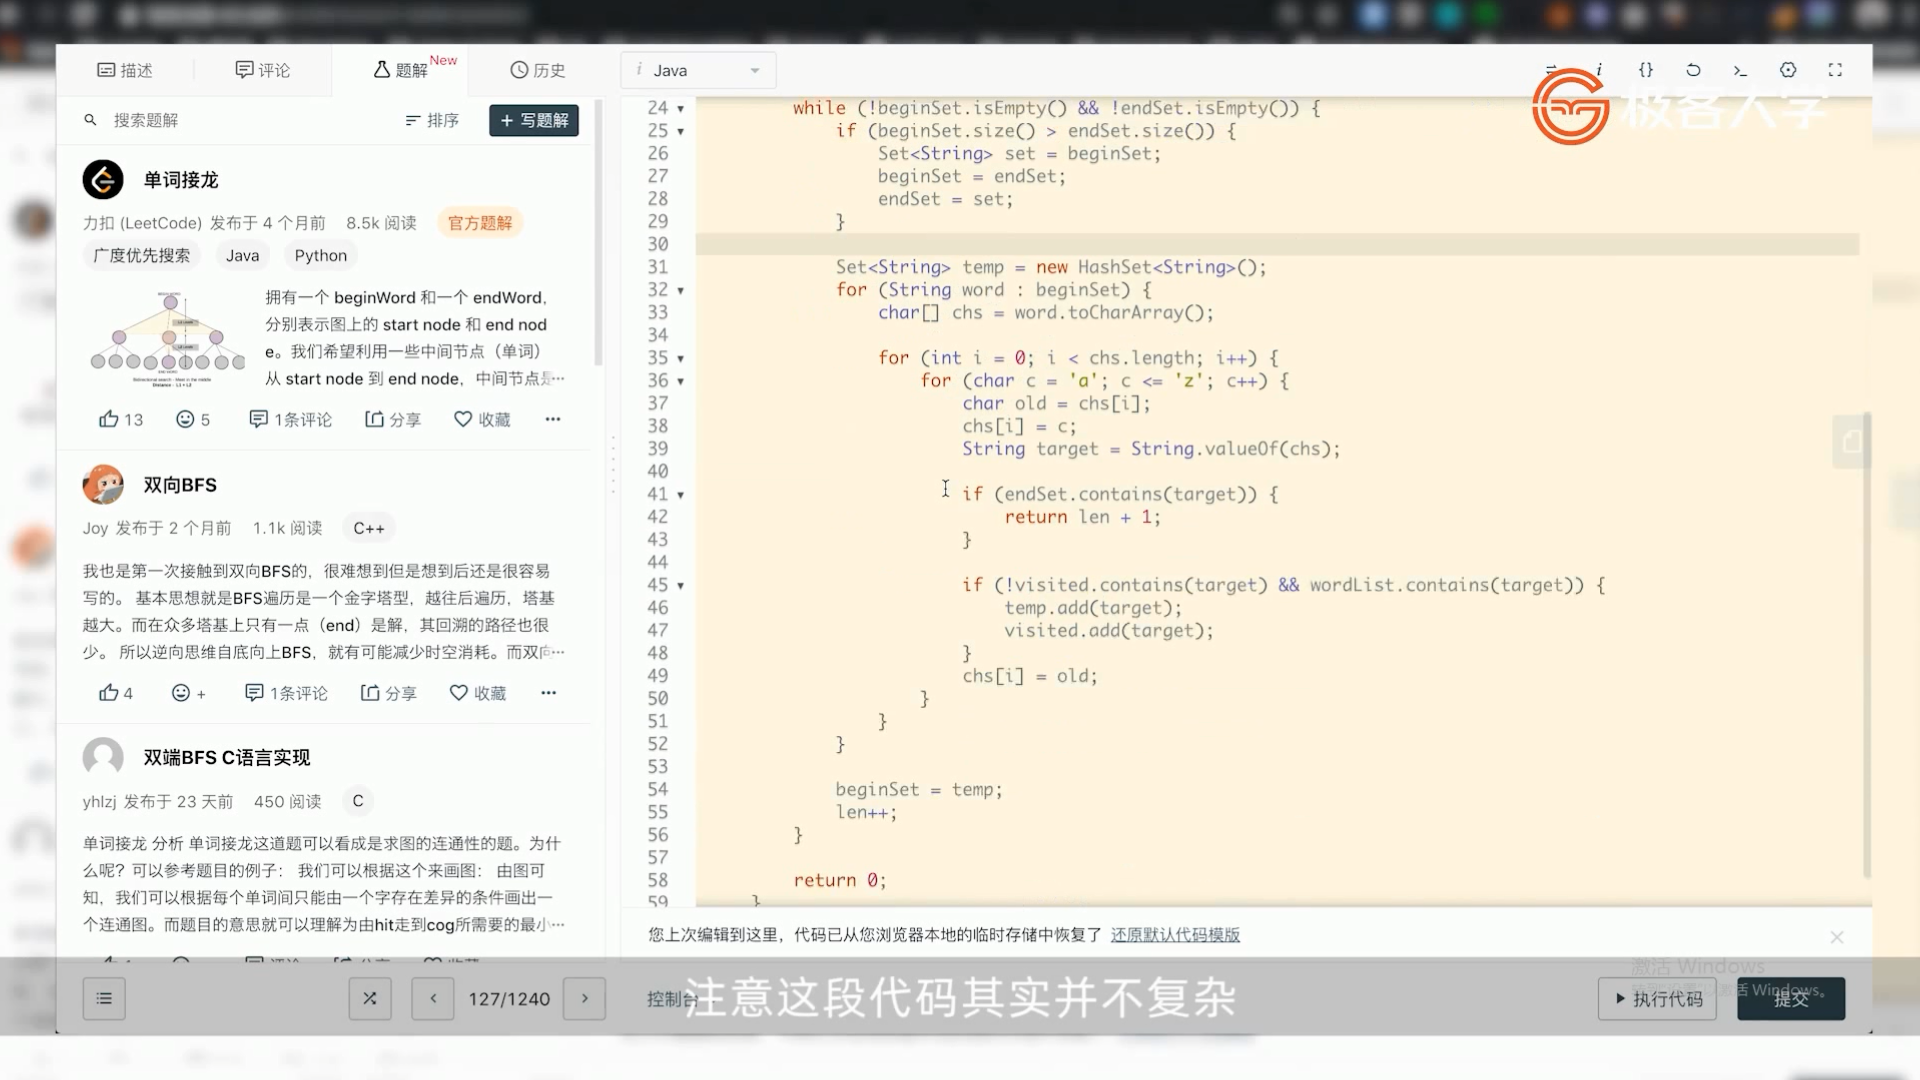 描述
评论
题解
New
历史
搜索题解
排序
+ 写题解
单词接龙
力扣 (LeetCode) 发布于 4 个月前 8.5k 阅读 官方题解
广度优先搜索 Java Python
拥有一个 beginWord 和一个 endWord，
分别表示图上的 start node 和 end nod
e。我们希望利用一些中间节点（单词）
从 start node 到 end node，中间节点是···
13 5 1条评论 分享 收藏
双向BFS
Joy 发布于 2 个月前 1.1k 阅读 C++
我也是第一次接触到双向BFS的，很难想到但是想到后还是很容易
写的。 基本思想就是BFS遍历是一个金字塔型，越往后遍历，塔基
越大。而在众多塔基上只有一点（end）是解，其回溯的路径也很
少。 所以逆向思维自底向上BFS，就有可能减少时空消耗。而双向···
4 + 1条评论 分享 收藏
双端BFS C语言实现
yhlzj 发布于 23 天前 450 阅读 C
单词接龙 分析 单词接龙这道题可以看成是求图的连通性的题。为什
么呢？可以参考题目的例子： 我们可以根据这个来画图： 由图可
知，我们可以根据每个单词间只能由一个字存在差异的条件画出一
个连通图。而题目的意思就可以理解为由hit走到cog所需要的最小···
127/1240
i Java
极客大学
24 while (!beginSet.isEmpty() && !endSet.isEmpty()) {
25 if (beginSet.size() > endSet.size()) {
26 Set<String> set = beginSet;
27 beginSet = endSet;
28 endSet = set;
29 }
30
31 Set<String> temp = new HashSet<String>();
32 for (String word : beginSet) {
33 char[] chs = word.toCharArray();
34
35 for (int i = 0; i < chs.length; i++) {
36 for (char c = 'a'; c <= 'z'; c++) {
37 char old = chs[i];
38 chs[i] = c;
39 String target = String.valueOf(chs);
40
41 if (endSet.contains(target)) {
42 return len + 1;
43 }
44
45 if (!visited.contains(target) && wordList.contains(target)) {
46 temp.add(target);
47 visited.add(target);
48 }
49 chs[i] = old;
50 }
51 }
52 }
53
54 beginSet = temp;
55 len++;
56 }
57
58 return 0;
59 }
您上次编辑到这里，代码已从您浏览器本地的临时存储中恢复了 还原默认代码模版
控制台
注意这段代码其实并不复杂
激活 Windows
执行代码
提交